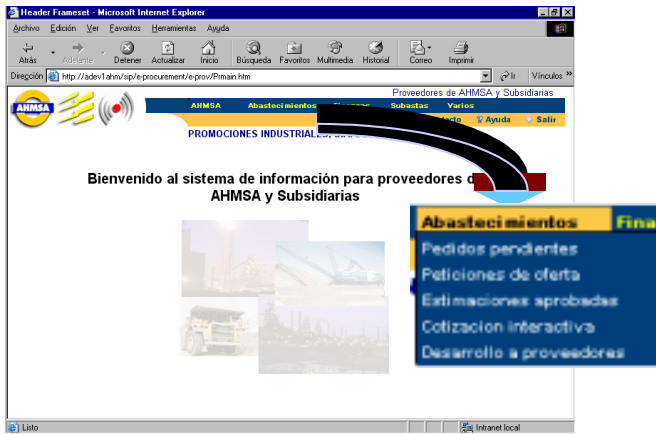 Header Frameset - Microsoft Internet Explorer
Archivo Edición Ver Favoritos Herramientas Ayuda
Atrás Adelante Detener Actualizar Inicio Búsqueda Favoritos Multimedia Historial Correo Imprimir
Dirección http://adev1ahm/sip/e-procurement/e-prov/Pmain.htm Ir Vínculos »
Proveedores de AHMSA y Subsidiarias
AHMSA
AHMSA Abastecimientos Finanzas Subastas Varios
Ayuda Salir
PROMOCIONES INDUSTRIALES,
Bienvenido al sistema de información para proveedores d
AHMSA y Subsidiarias
Abastecimientos Fina
Pedidos pendientes
Peticiones de oferta
Estimaciones aprobadas
Cotizacion interactiva
Desarrollo a proveedores
Listo Intranet local